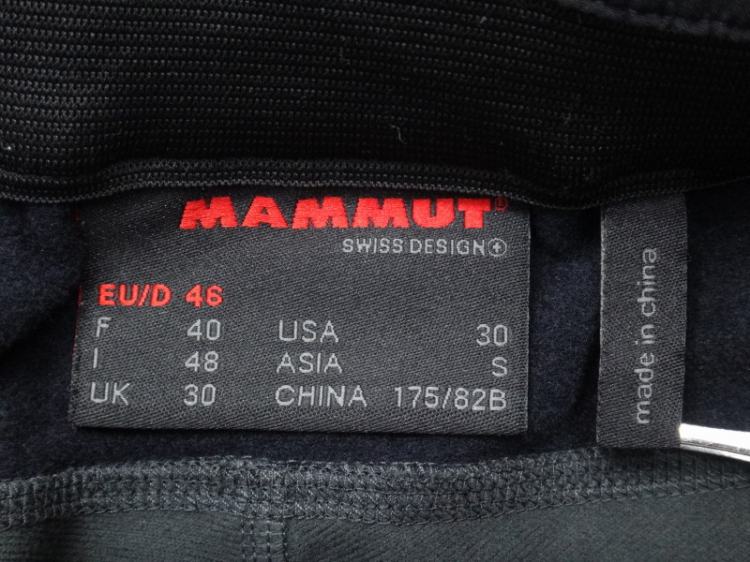 MAMMUT®
SWISS DESIGN
EU/D 46
F 40 USA 30
I 48 ASIA S
UK 30 CHINA 175/82B
made in china